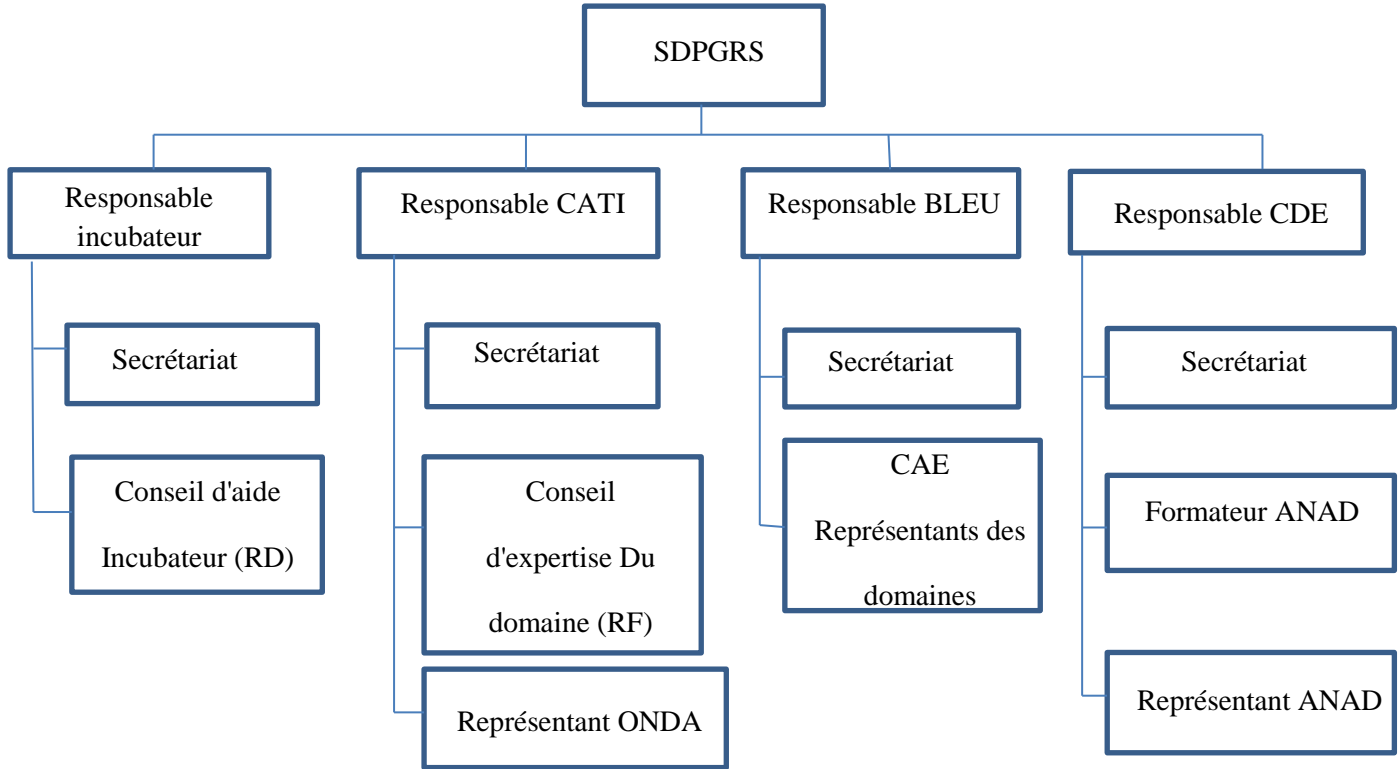 SDPGRS
Responsable
incubateur
Responsable CATI
Responsable BLEU
Responsable CDE
Secrétariat
Conseil d'aide
Incubateur (RD)
Secrétariat
Conseil
d'expertise Du
domaine (RF)
Représentant ONDA
Secrétariat
CAE
Représentants des
domaines
Secrétariat
Formateur ANAD
Représentant ANAD